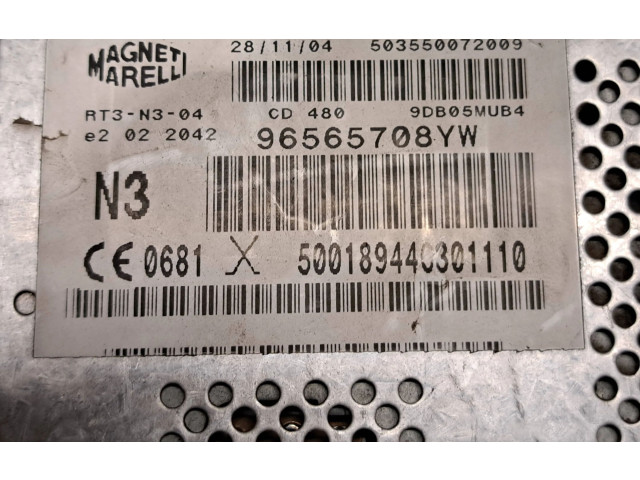 MAGNETI
MARELLI
28/11/04 503550072009
RT3-N3-04 CD 480 9DB05MUB4
e2 02 2042 96565708YW
N3
CE 0681 50018944C301110